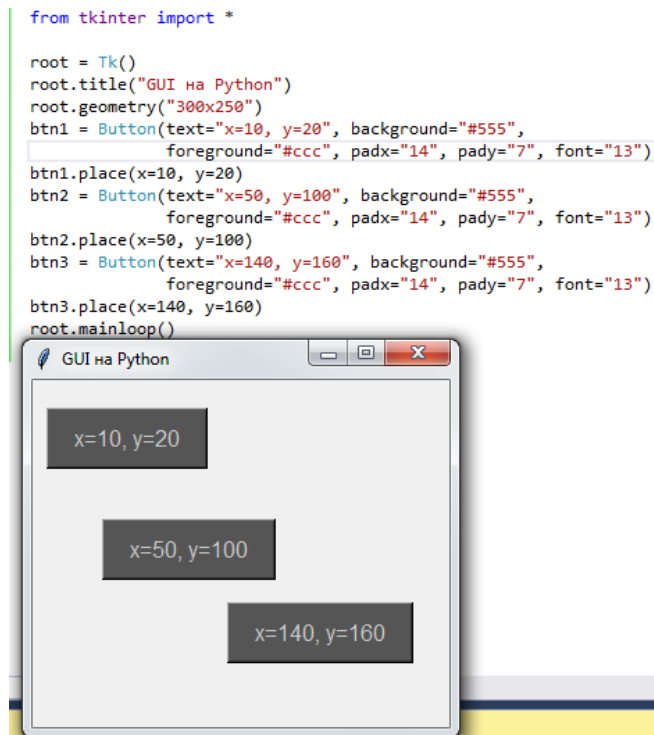 from tkinter import *
root = Tk()
root.title("GUI на Python")
root.geometry("300x250")
btn1 = Button(text="x=10, y=20", background="#555",
foreground="#ccc", padx="14", pady="7", font="13")
btn1.place(x=10, y=20)
btn2 = Button(text="x=50, y=100", background="#555",
foreground="#ccc", padx="14", pady="7", font="13")
btn2.place(x=50, y=100)
btn3 = Button(text="x=140, y=160", background="#555",
foreground="#ccc", padx="14", pady="7", font="13")
btn3.place(x=140, y=160)
root.mainloop()
GUI на Python
x=10, y=20
x=50, y=100
x=140, y=160